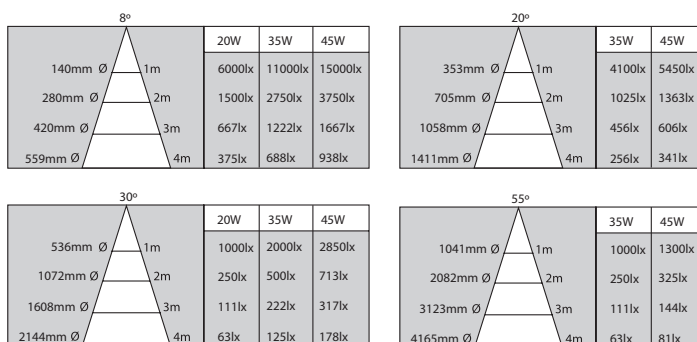 8º
20W 35W 45W
140mm Ø 1m 6000lx 11000lx 15000lx
280mm Ø 2m 1500lx 2750lx 3750lx
420mm Ø 3m 667lx 1222lx 1667lx
559mm Ø 4m 375lx 688lx 938lx
20º
35W 45W
353mm Ø 1m 4100lx 5450lx
705mm Ø 2m 1025lx 1363lx
1058mm Ø 3m 456lx 606lx
1411mm Ø 4m 256lx 341lx
30º
20W 35W 45W
536mm Ø 1m 1000lx 2000lx 2850lx
1072mm Ø 2m 250lx 500lx 713lx
1608mm Ø 3m 111lx 222lx 317lx
2144mm Ø 4m 63lx 125lx 178lx
55º
35W 45W
1041mm Ø 1m 1000lx 1300lx
2082mm Ø 2m 250lx 325lx
3123mm Ø 3m 111lx 144lx
4165mm Ø 4m 63lx 81lx